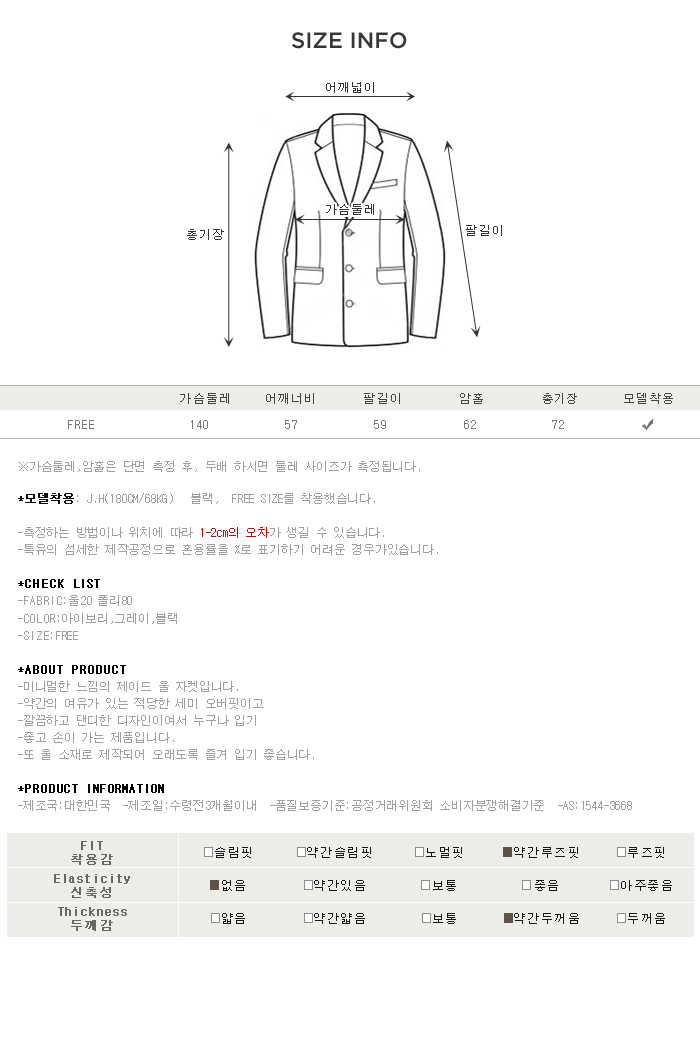 SIZE INFO
어깨넓이
가슴둘레
총기장
팔길이
가슴둘레 어깨너비 팔길이 암홀 총기장 모델착용
FREE 140 57 59 62 72 ✔
※가슴둘레,암홀은 단면 측정 후, 두배 하시면 둘레 사이즈가 측정됩니다.
*모델착용: J.H(180CM/68KG) 블랙, FREE SIZE를 착용했습니다.
-측정하는 방법이나 위치에 따라 1-2cm의 오차가 생길 수 있습니다.
-특유의 섬세한 제작공정으로 혼용률을 %로 표기하기 어려운 경우가있습니다.
*CHECK LIST
-FABRIC:울20 폴리80
-COLOR:아이보리,그레이,블랙
-SIZE:FREE
*ABOUT PRODUCT
-미니멀한 느낌의 제이드 울 자켓입니다.
-약간의 여유가 있는 적당한 세미 오버핏이고
-깔끔하고 댄디한 디자인이여서 누구나 입기
-좋고 손이 가는 제품입니다.
-또 울 소재로 제작되어 오래도록 즐겨 입기 좋습니다.
*PRODUCT INFORMATION
-제조국:대한민국 -제조일:수령전3개월이내 -품질보증기준:공정거래위원회 소비자분쟁해결기준 -AS:1544-3668
FIT
착용감
□슬림핏 □약간슬림핏 □노멀핏 ■약간루즈핏 □루즈핏
Elasticity
신축성
■없음 □약간있음 □보통 □좋음 □아주좋음
Thickness
두께감
□얇음 □약간얇음 □보통 ■약간두꺼움 □두꺼움